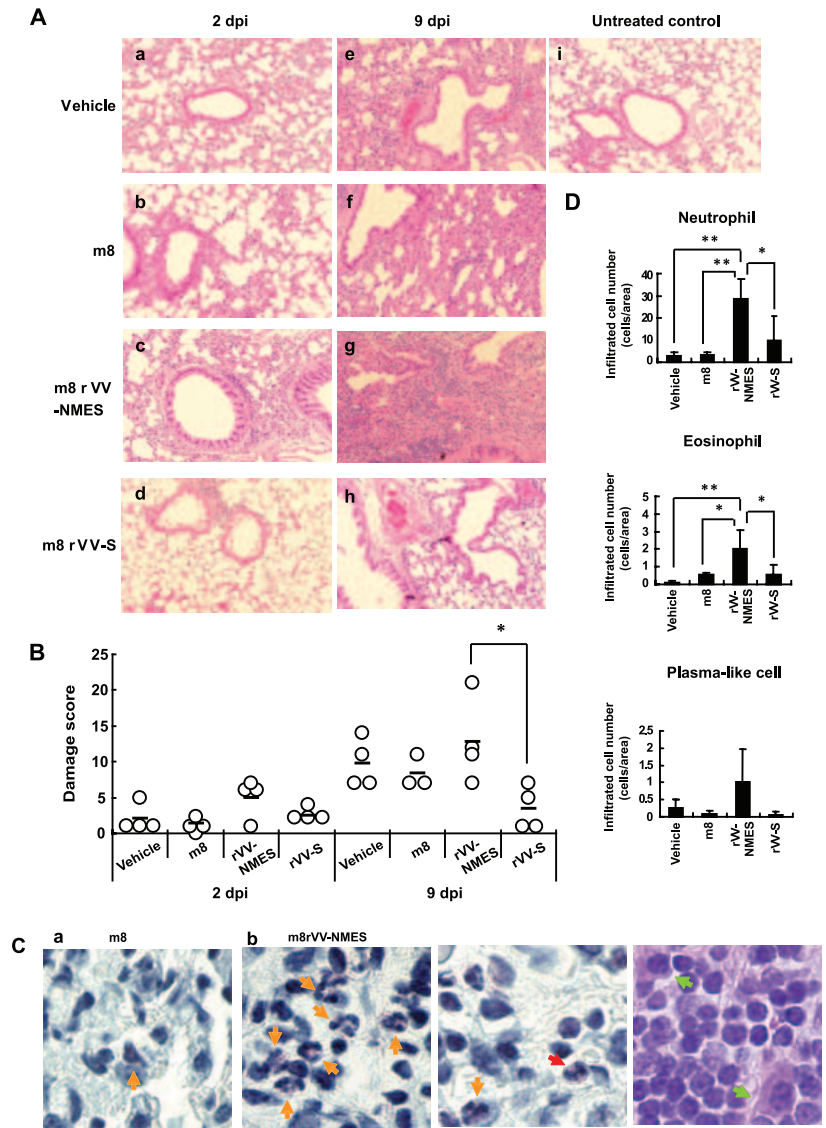 A
2 dpi
9 dpi
Untreated control
Vehicle
a
e
i
m8
b
f
m8 r VV
-NMES
c
g
m8 r VV-S
d
h
B
Damage score
25
20
15
10
5
0
*
Vehicle
m8
rVV-
NMES
rVV-S
Vehicle
m8
rVV-
NMES
rVV-S
2 dpi
9 dpi
D
Neutrophil
Infiltrated cell number
(cells/area)
40
30
20
10
0
**
**
*
Vehicle
m8
rVV-
NMES
rVV-S
Eosinophil
Infiltrated cell number
(cells/area)
6
5
4
3
2
1
0
**
*
*
Vehicle
m8
rVV-
NMES
rVV-S
Plasma-like cell
Infiltrated cell number
(cells/area)
2.5
2
1.5
1
0.5
0
Vehicle
m8
rVV-
NMES
rVV-S
C
a m8
b m8rVV-NMES